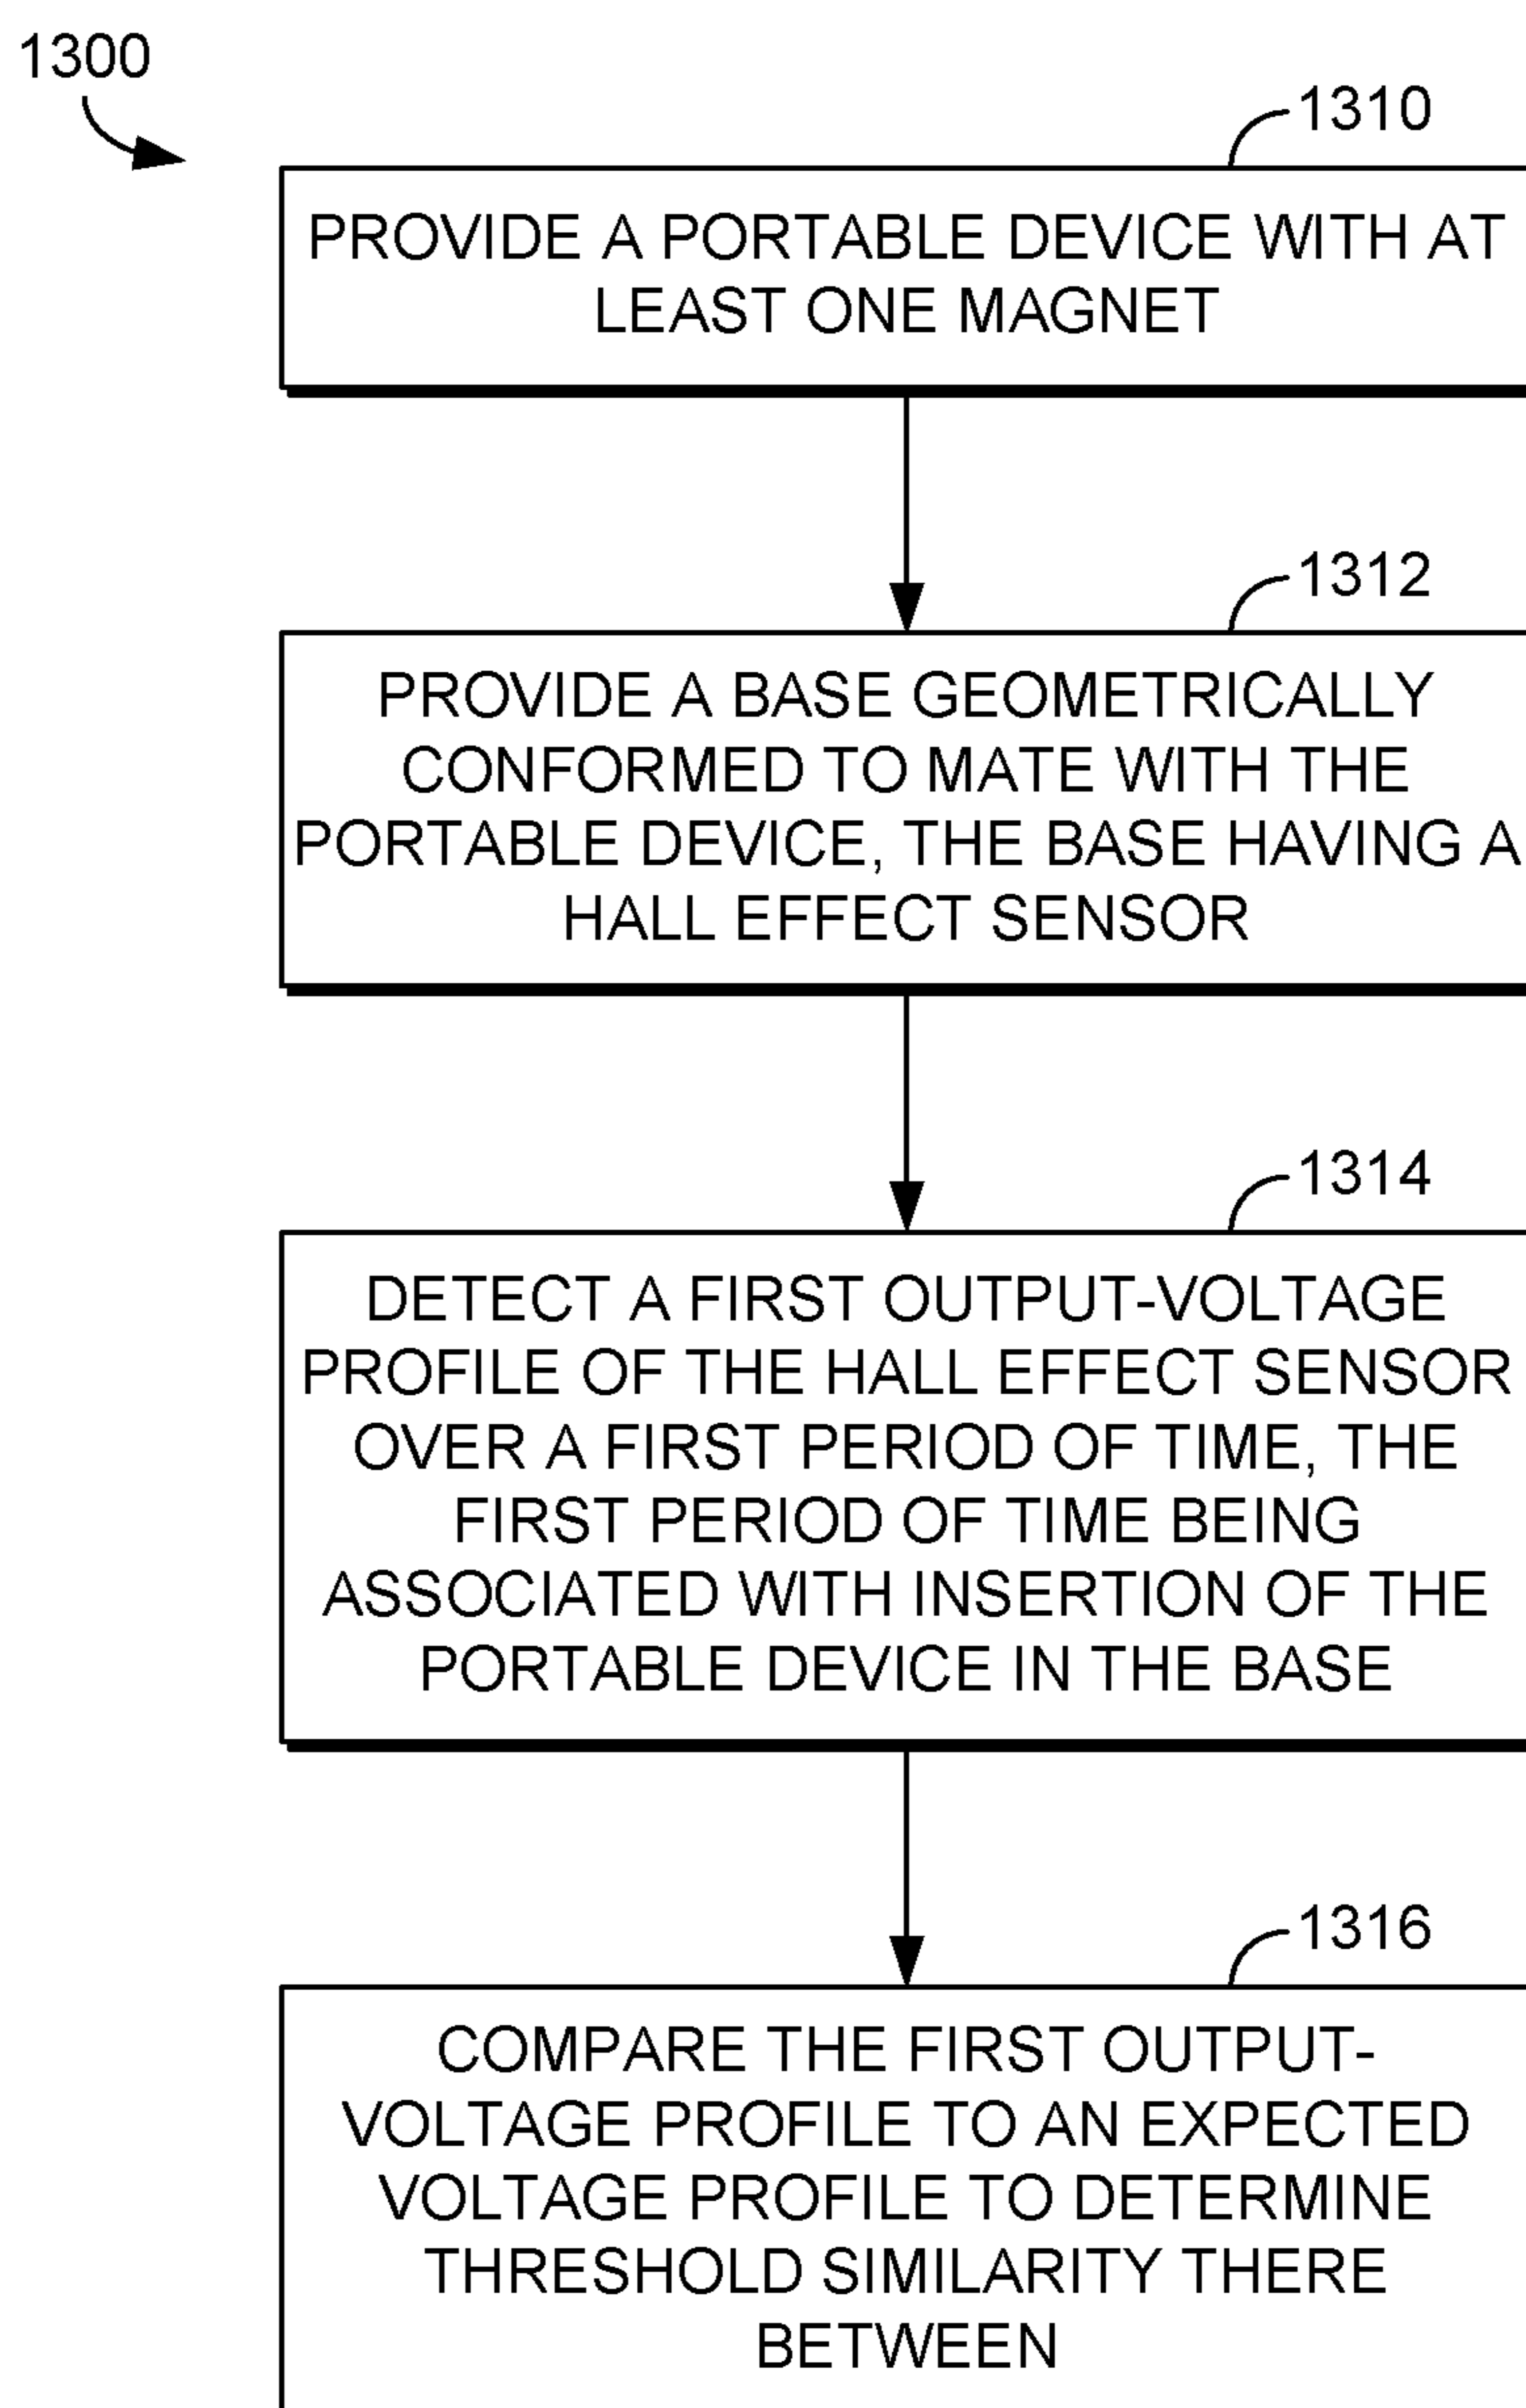 1300
1310
PROVIDE A PORTABLE DEVICE WITH AT
LEAST ONE MAGNET
1312
PROVIDE A BASE GEOMETRICALLY
CONFORMED TO MATE WITH THE
PORTABLE DEVICE, THE BASE HAVING A
HALL EFFECT SENSOR
1314
DETECT A FIRST OUTPUT-VOLTAGE
PROFILE OF THE HALL EFFECT SENSOR
OVER A FIRST PERIOD OF TIME, THE
FIRST PERIOD OF TIME BEING
ASSOCIATED WITH INSERTION OF THE
PORTABLE DEVICE IN THE BASE
1316
COMPARE THE FIRST OUTPUT-
VOLTAGE PROFILE TO AN EXPECTED
VOLTAGE PROFILE TO DETERMINE
THRESHOLD SIMILARITY THERE
BETWEEN